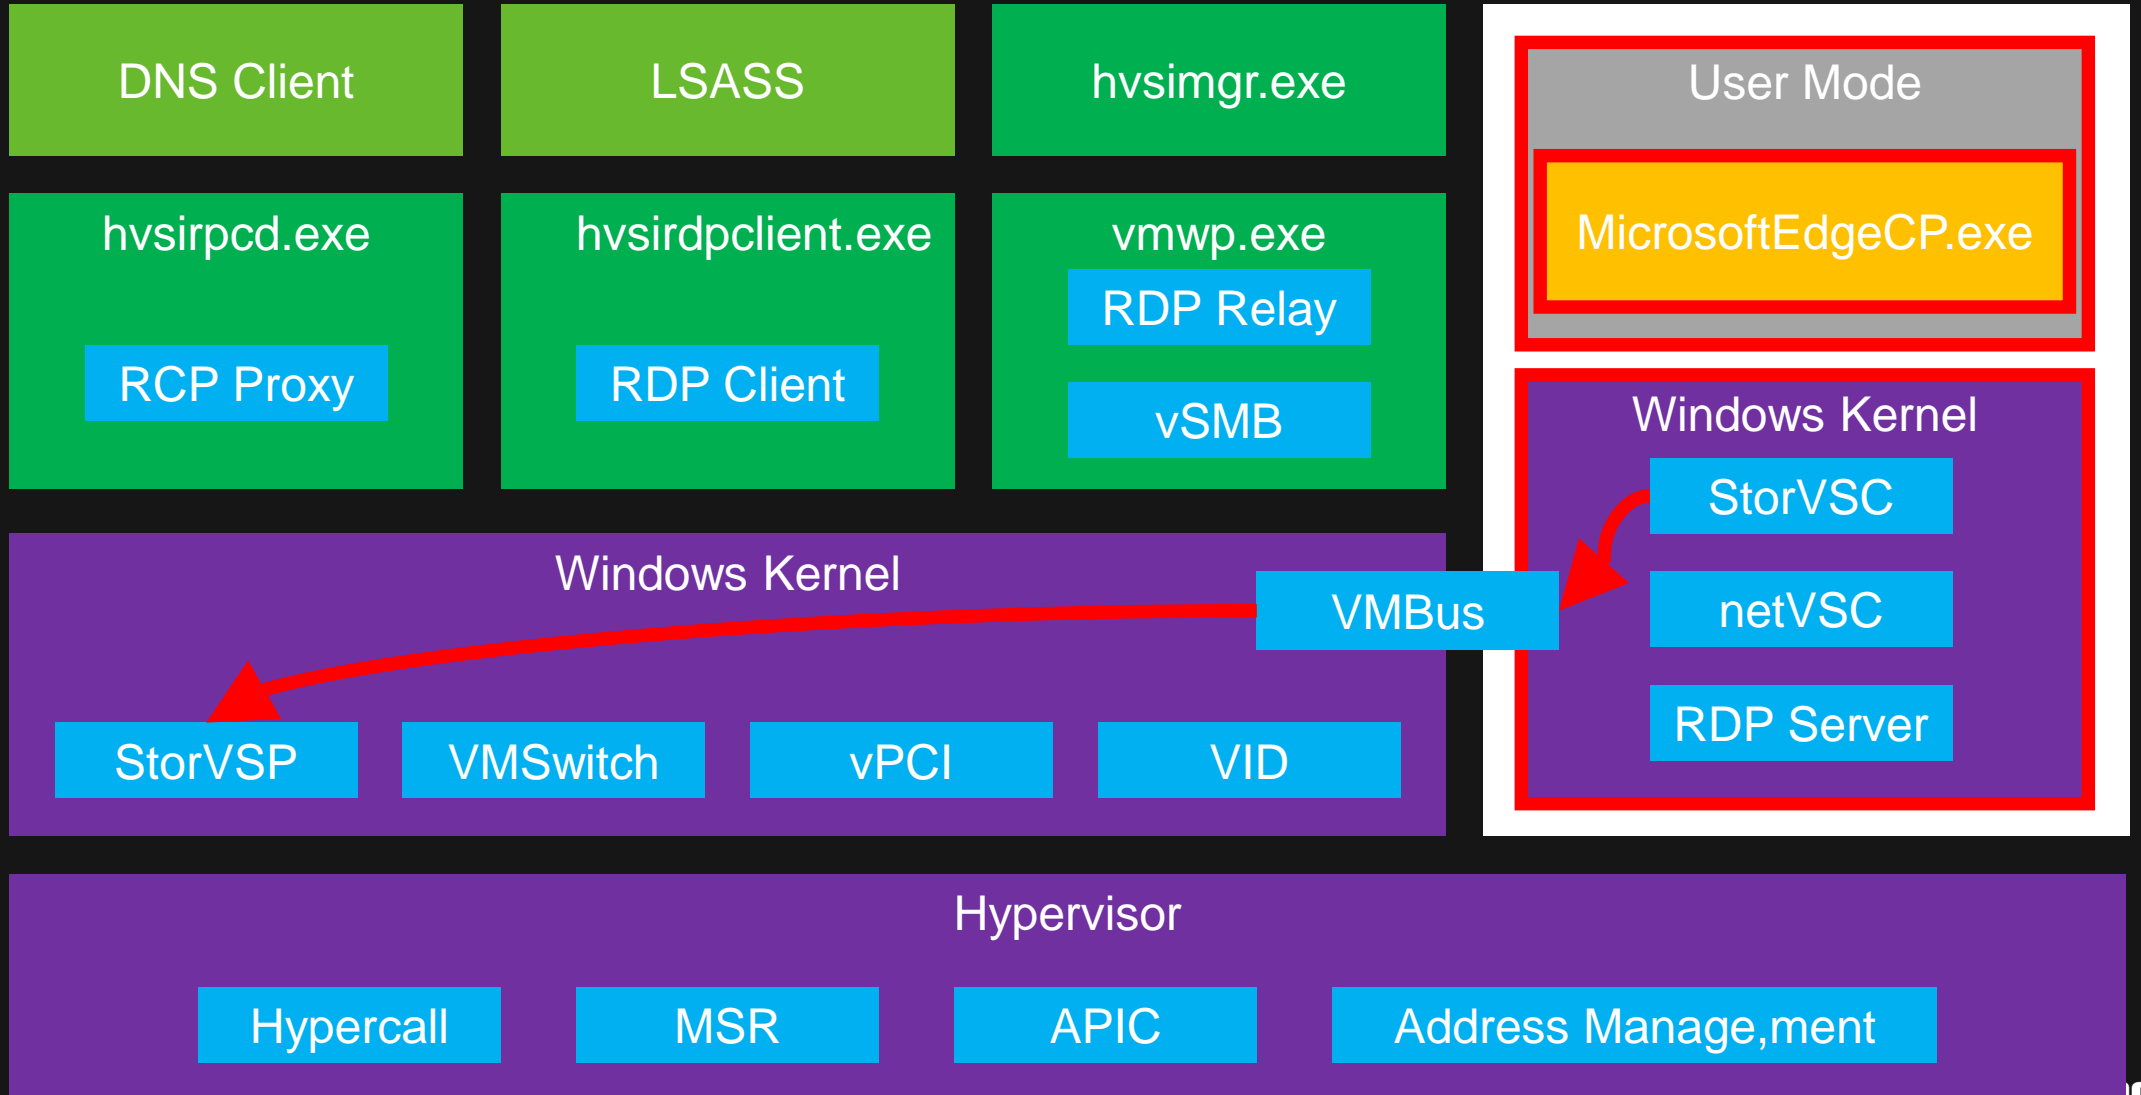 DNS Client
LSASS
hvsimgr.exe
User Mode
hvsirpcd.exe
hvsirdpclient.exe
vmwp.exe
MicrosoftEdgeCP.exe
RDP Relay
RCP Proxy
RDP Client
vSMB
Windows Kernel
StorVSC
Windows Kernel
VMBus
netVSC
RDP Server
StorVSP
VMSwitch
vPCI
VID
Hypervisor
Hypercall
MSR
APIC
Address Manage,ment